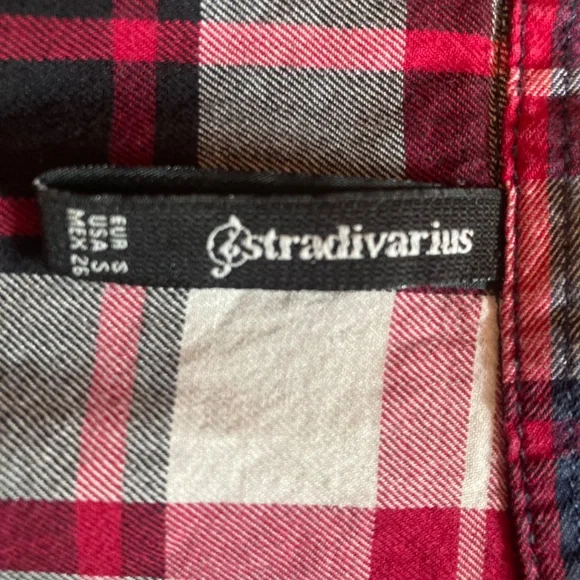 stradivarius
EUR S
USA S
MEX 26